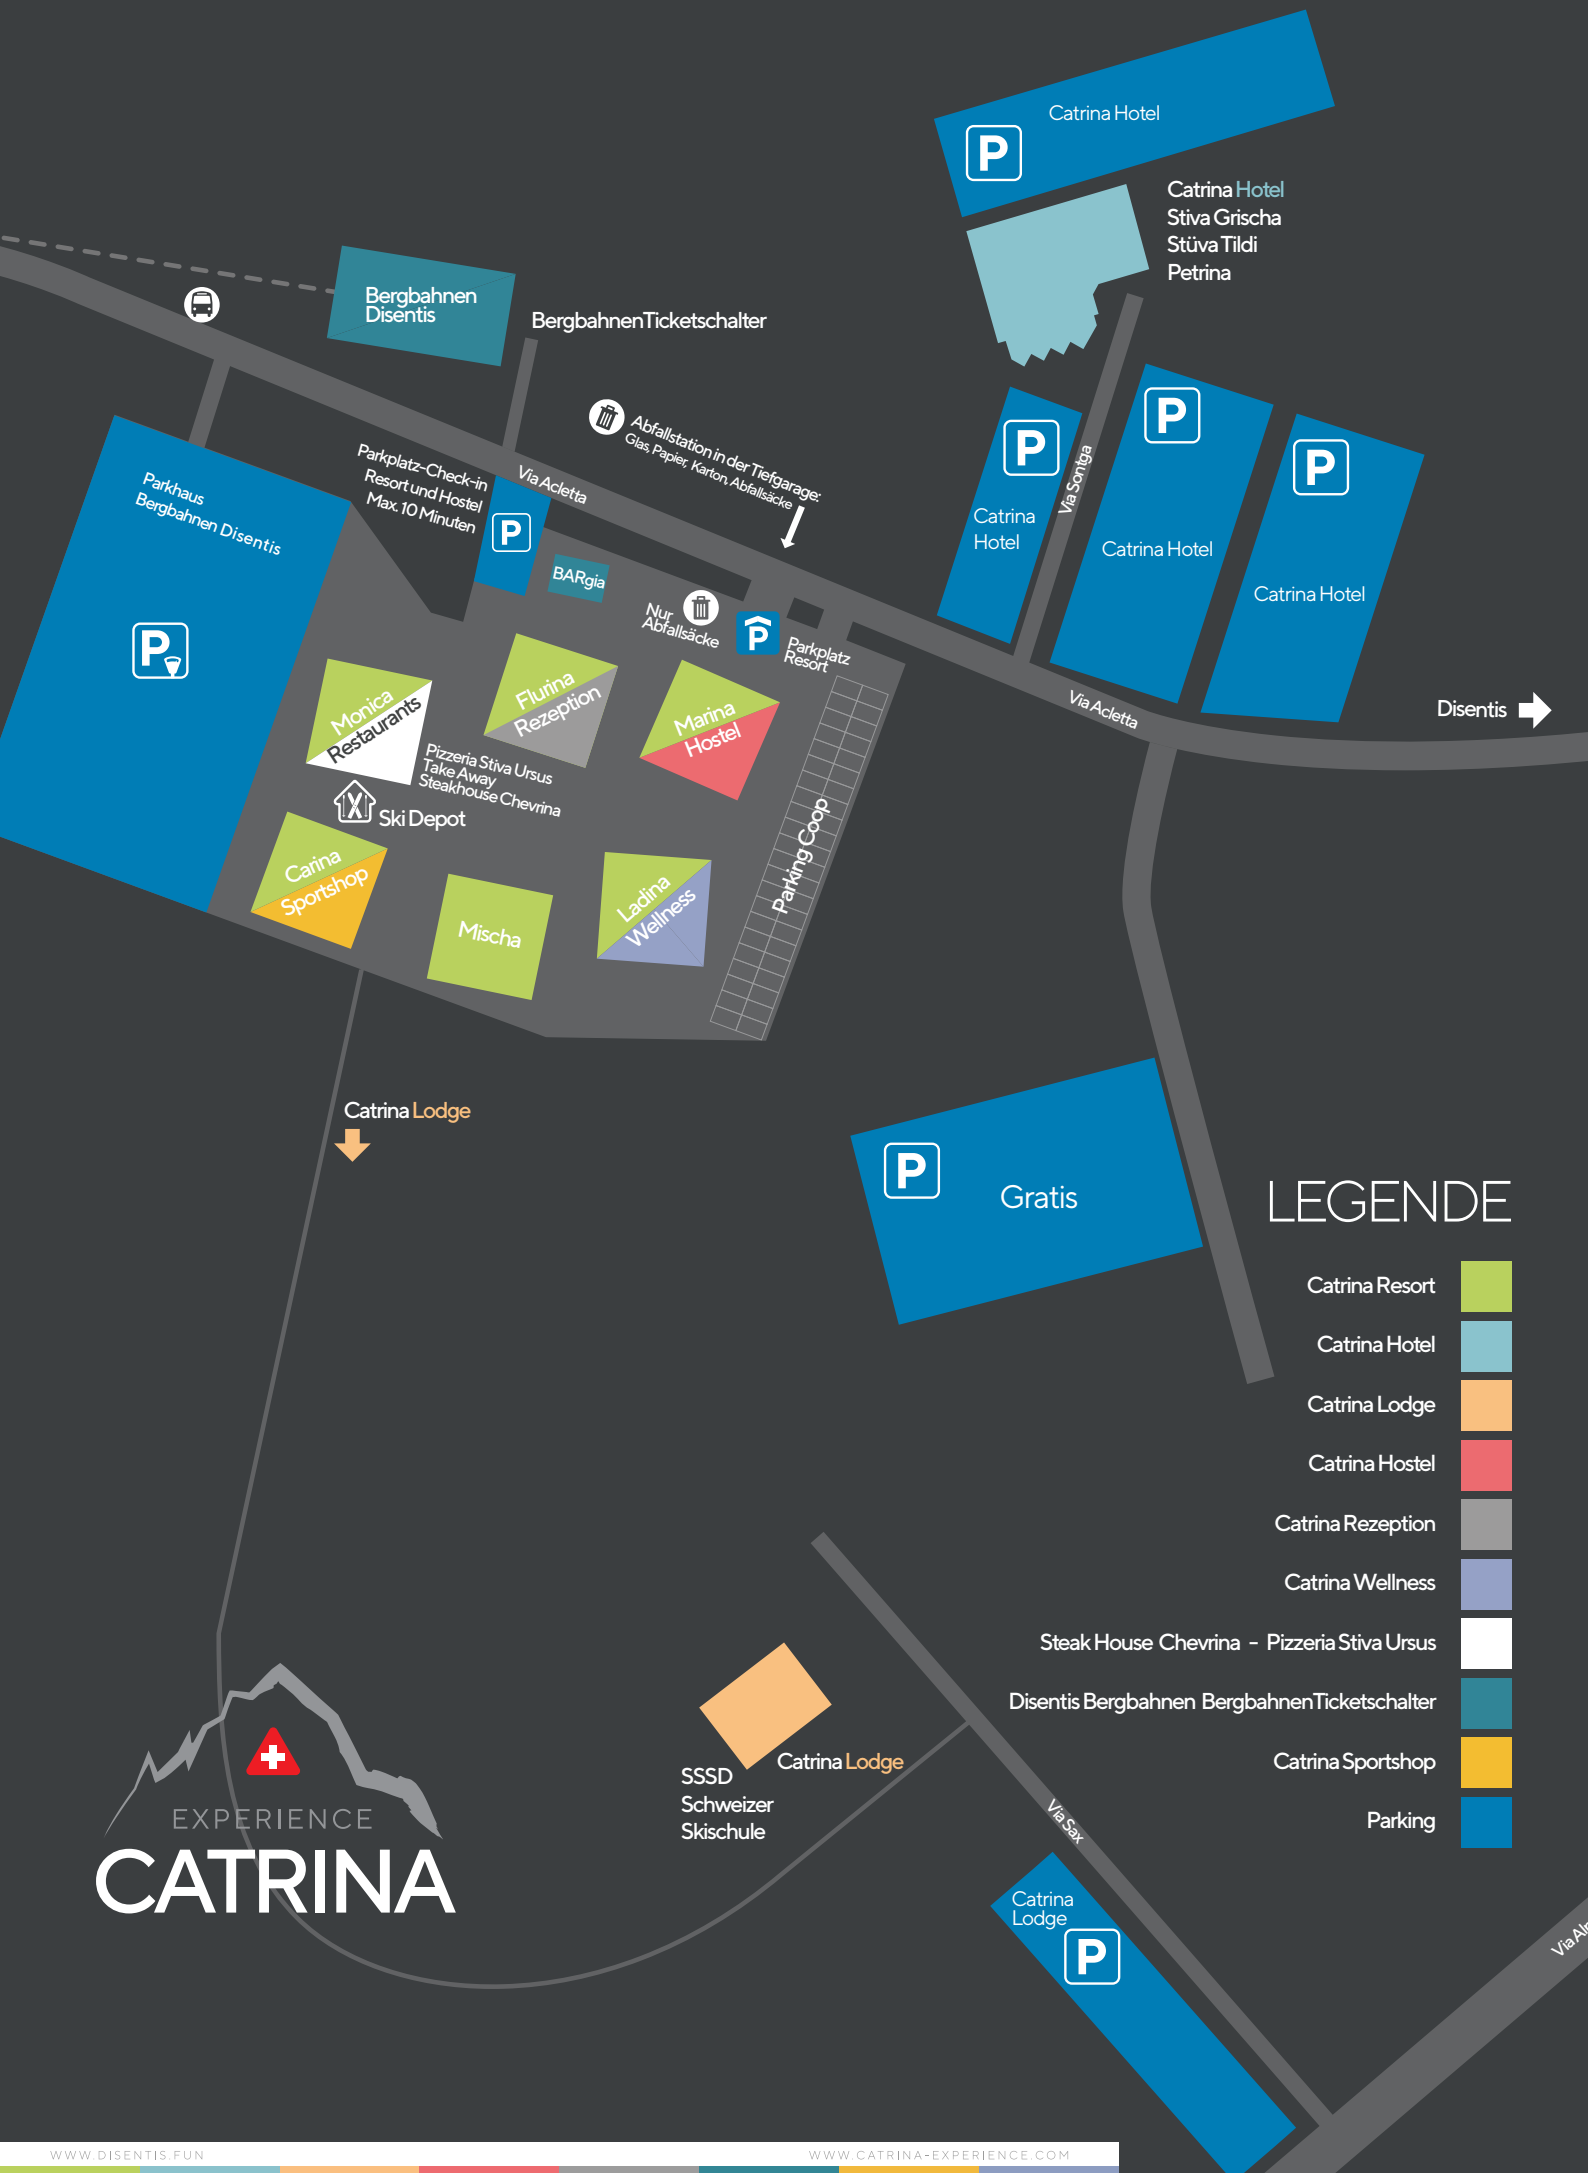 Catrina Hotel
P
Catrina Hotel
Stiva Grischa
Stüva Tildi
Petrina
Bergbahnen
Disentis
BergbahnenTicketschalter
Abfallstation in der Tiefgarage:
Glas, Papier, Karton, Abfallsäcke
Parkplatz-Check-in
Resort und Hostel
Max. 10 Minuten
P
Via Acletta
Parkhaus
Bergbahnen Disentis
P
BARgia
Nur
Abfallsäcke
P
Parkplatz
Resort
P
Catrina
Hotel
Via Sontga
P
Catrina Hotel
P
Catrina Hotel
Via Acletta
Disentis
Monica
Restaurants
Flurina
Rezeption
Marina
Hostel
Pizzeria Stiva Ursus
Take Away
Steakhouse Chevrina
Ski Depot
Carina
Sportshop
Mischa
Ladina
Wellness
Parking Coop
Catrina Lodge
P
Gratis
LEGENDE
Catrina Resort
Catrina Hotel
Catrina Lodge
Catrina Hostel
Catrina Rezeption
Catrina Wellness
Steak House Chevrina - Pizzeria Stiva Ursus
Disentis Bergbahnen BergbahnenTicketschalter
Catrina Sportshop
Parking
Catrina Lodge
SSSD
Schweizer
Skischule
Via Sax
Catrina
Lodge
P
Via
EXPERIENCE
CATRINA
WWW.DISENTIS.FUN
WWW.CATRINA-EXPERIENCE.COM